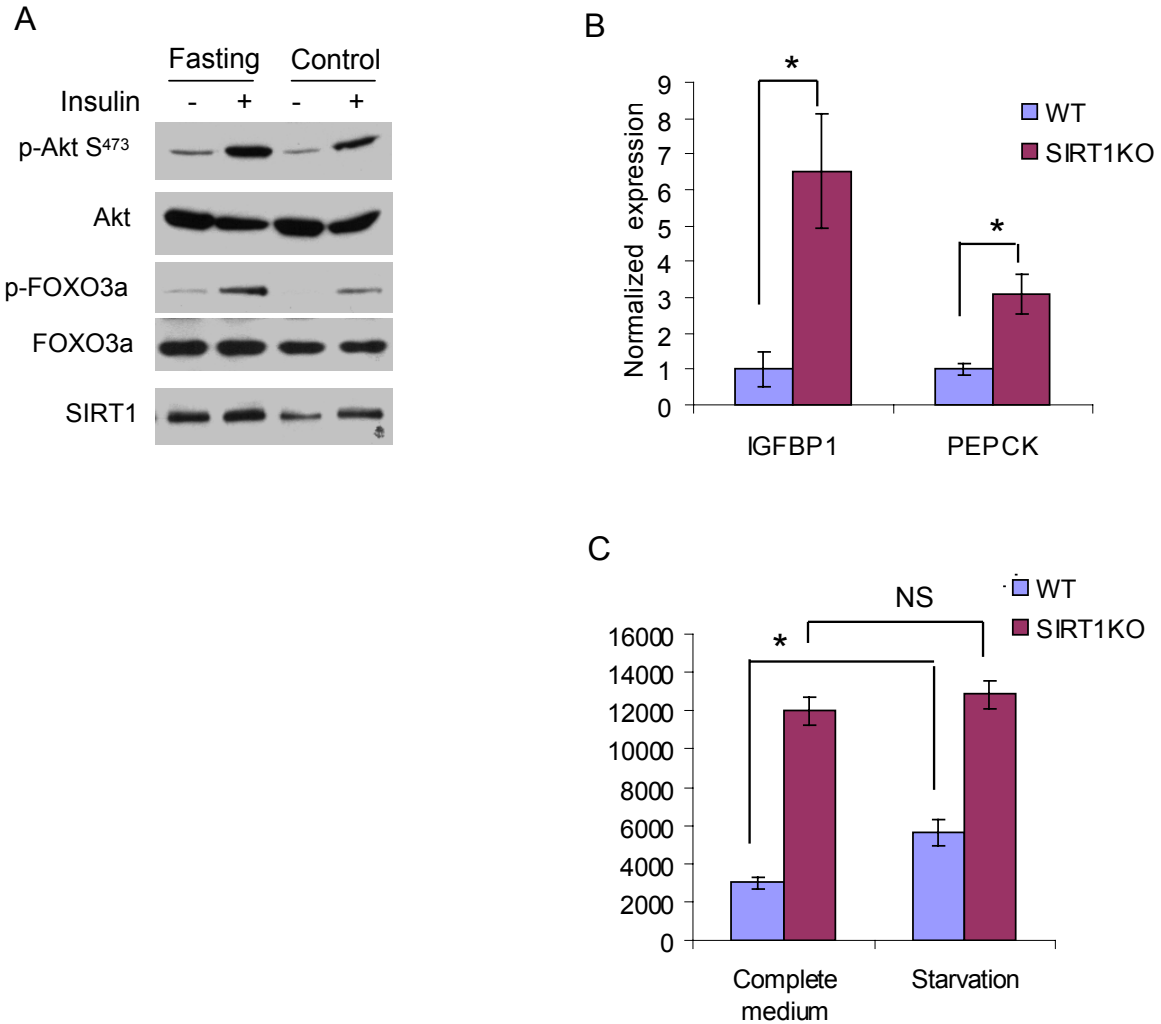 A
Fasting Control
Insulin - + - +
p-Akt S473
Akt
p-FOXO3a
FOXO3a
SIRT1
B
Normalized expression
9
8
7
6
5
4
3
2
1
0
*
*
WT
SIRT1KO
IGFBP1 PEPCK
C
NS
*
WT
SIRT1KO
16000
14000
12000
10000
8000
6000
4000
2000
0
Complete
medium
Starvation